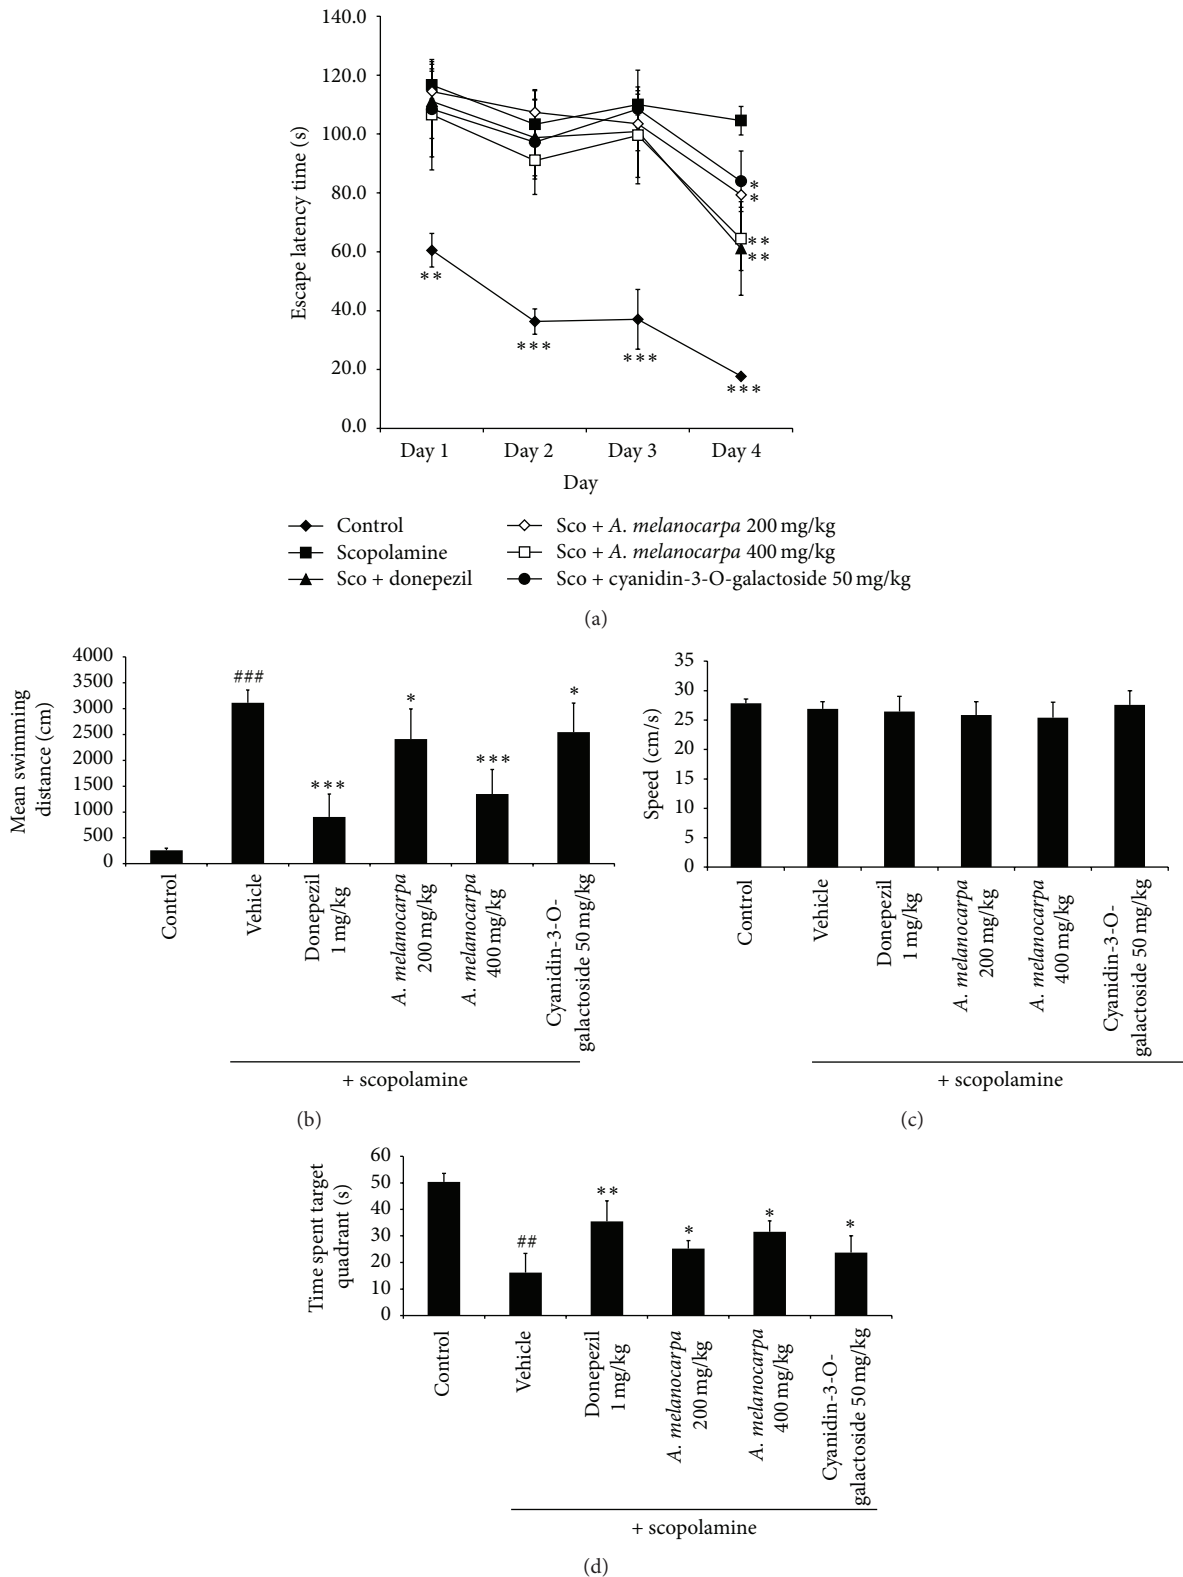 140.0
120.0
100.0
80.0
60.0
40.0
20.0
0.0
Escape latency time (s)
**
***
***
*
*
**
**
***
Day 1 Day 2 Day 3 Day 4
Day
Control
Scopolamine
Sco + donepezil
Sco + A. melanocarpa 200 mg/kg
Sco + A. melanocarpa 400 mg/kg
Sco + cyanidin-3-O-galactoside 50 mg/kg
(a)
4000
3500
3000
2500
2000
1500
1000
500
0
Mean swimming
distance (cm)
###
***
*
***
*
Control
Vehicle
Donepezil
1 mg/kg
A. melanocarpa
200 mg/kg
A. melanocarpa
400 mg/kg
Cyanidin-3-O-
galactoside 50 mg/kg
+ scopolamine
(b)
35
30
25
20
15
10
5
0
Speed (cm/s)
Control
Vehicle
Donepezil
1 mg/kg
A. melanocarpa
200 mg/kg
A. melanocarpa
400 mg/kg
Cyanidin-3-O-
galactoside 50 mg/kg
+ scopolamine
(c)
60
50
40
30
20
10
0
Time spent target
quadrant (s)
##
**
*
*
*
Control
Vehicle
Donepezil
1 mg/kg
A. melanocarpa
200 mg/kg
A. melanocarpa
400 mg/kg
Cyanidin-3-O-
galactoside 50 mg/kg
+ scopolamine
(d)